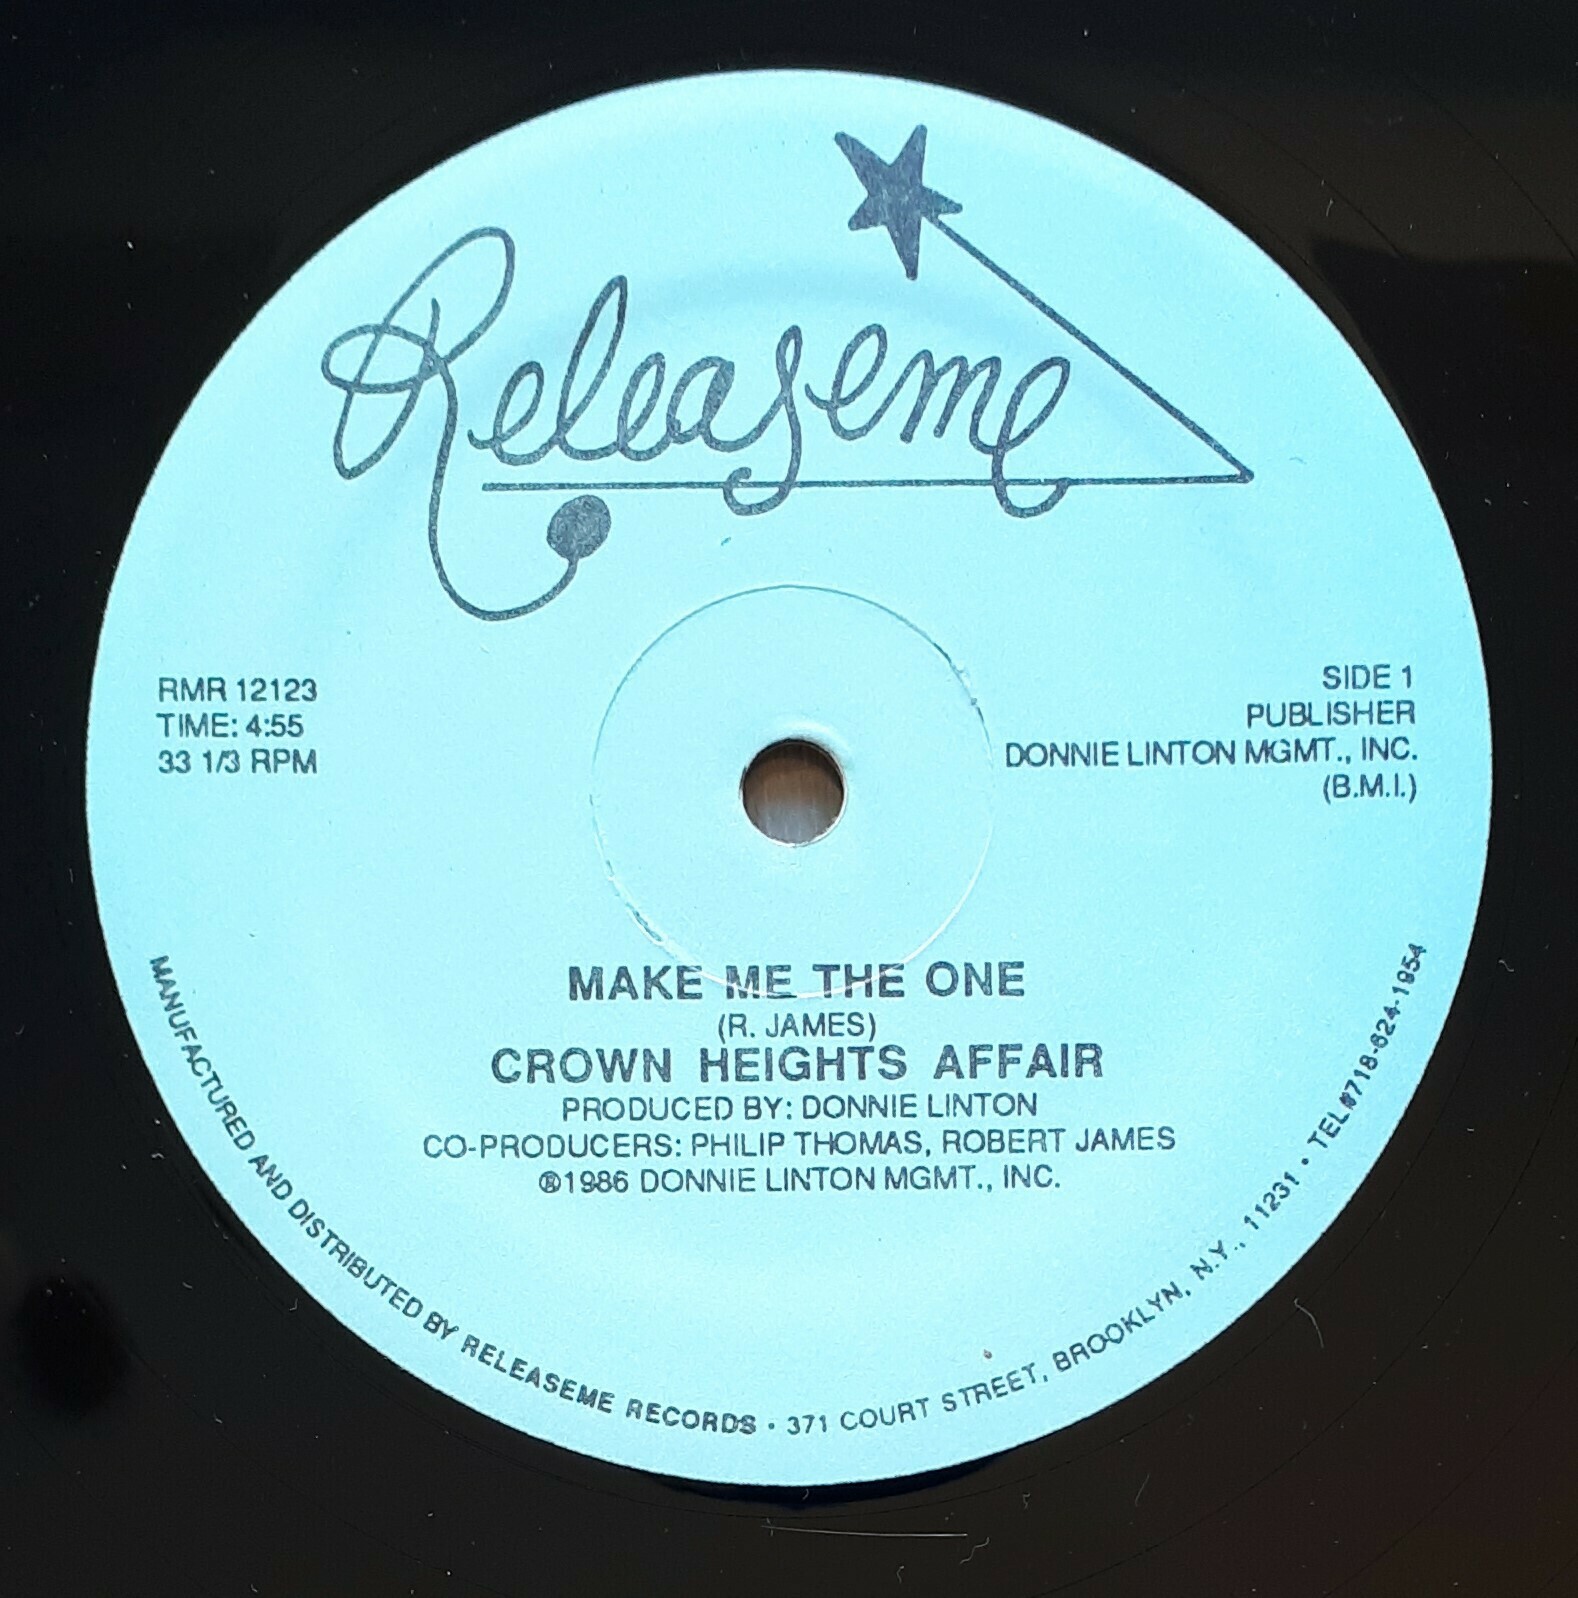 Releaseme
RMR 12123
TIME: 4:55
33 1/3 RPM
SIDE 1
PUBLISHER
DONNIE LINTON MGMT., INC.
(B.M.I.)
MAKE ME THE ONE
(R. JAMES)
CROWN HEIGHTS AFFAIR
PRODUCED BY: DONNIE LINTON
CO-PRODUCERS: PHILIP THOMAS, ROBERT JAMES
®1986 DONNIE LINTON MGMT., INC.
MANUFACTURED AND DISTRIBUTED BY RELEASEME RECORDS • 371 COURT STREET, BROOKLYN, N.Y., 11231 • TEL#718-624-1954